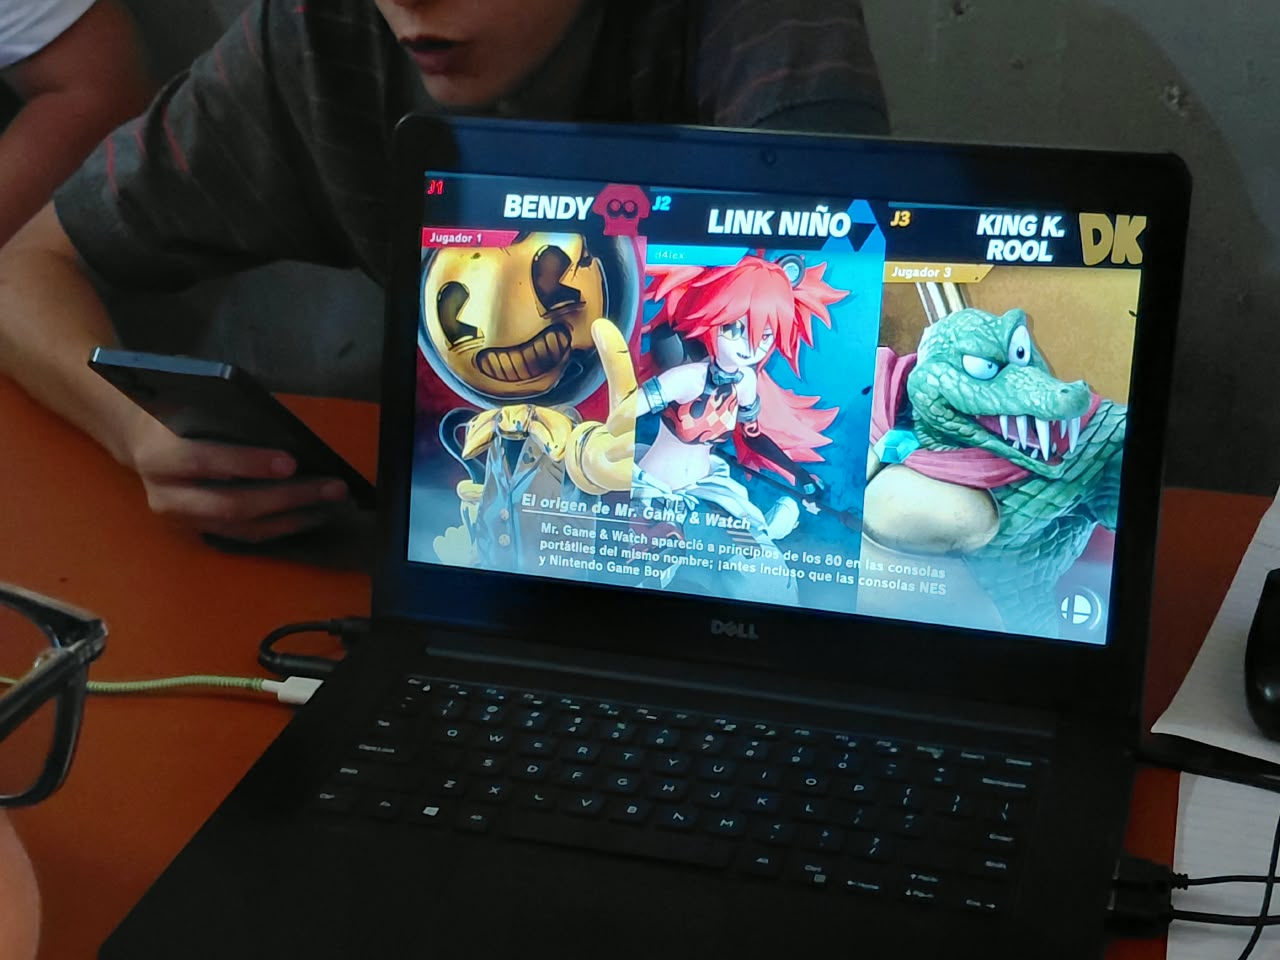 J1
BENDY
J2
LINK NIÑO
J3
KING K.
ROOL
DK
Jugador 1
d4lex
Jugador 3
El origen de Mr. Game & Watch
Mr. Game & Watch apareció a principios de los 80 en las consolas
portátiles del mismo nombre; ¡antes incluso que las consolas NES
y Nintendo Game Boy!
DELL
Q W E R T Y U I O P
S D F G H J K L
Z X V B N M